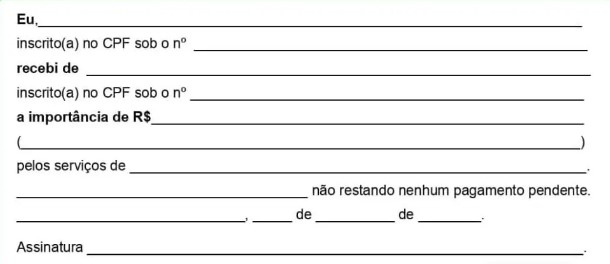 Eu,
inscrito(a) no CPF sob o nº
recebi de
inscrito(a) no CPF sob o nº
a importância de R$
( )
pelos serviços de .
não restando nenhum pagamento pendente.
, de de .
Assinatura .